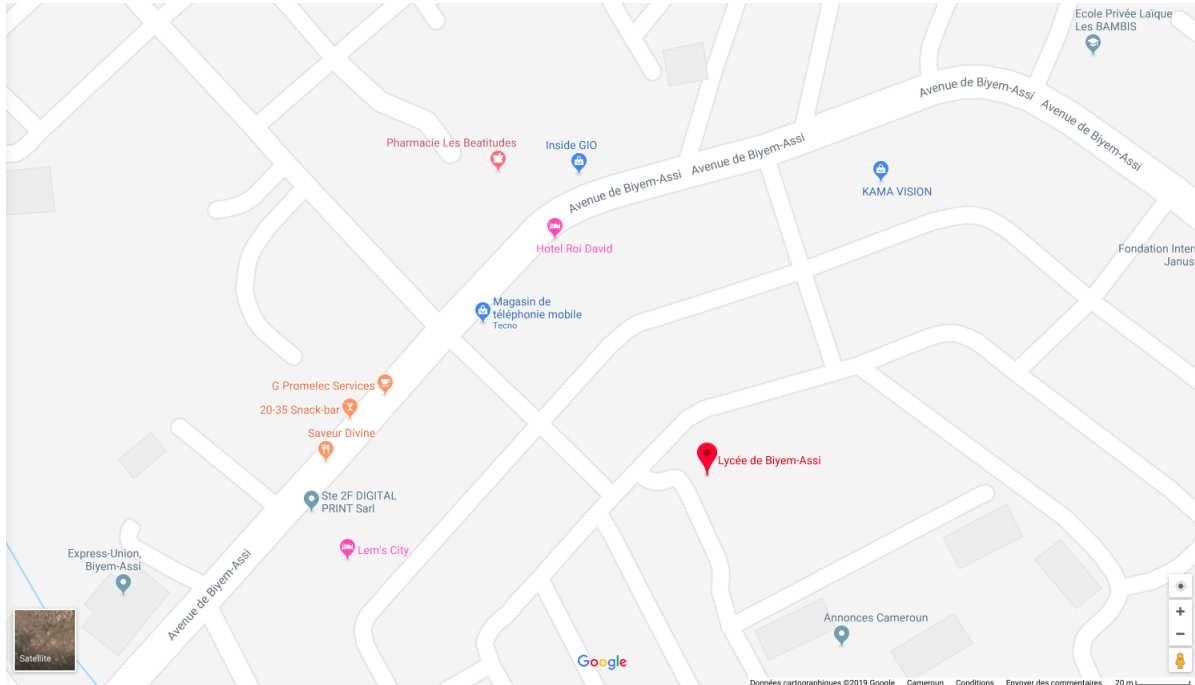 Ecole Privée Laïque
Les BAMBIS
Avenue de Biyem-Assi
Avenue de Biyem-Assi
Pharmacie Les Beatitudes
Inside GIO
Avenue de Biyem-Assi
Avenue de Biyem-Assi
KAMA VISION
Hotel Roi David
Fondation Inter
Janus
Magasin de
téléphonie mobile
Tecno
G Promelec Services
20-35 Snack-bar
Saveur Divine
Lycée de Biyem-Assi
Ste 2F DIGITAL
PRINT Sarl
Lem's City
Express-Union,
Biyem-Assi
Avenue de Biyem-Assi
Annonces Cameroun
Satellite
Google
Données cartographiques ©2019 Google Cameroun Conditions Envoyer des commentaires 20 m